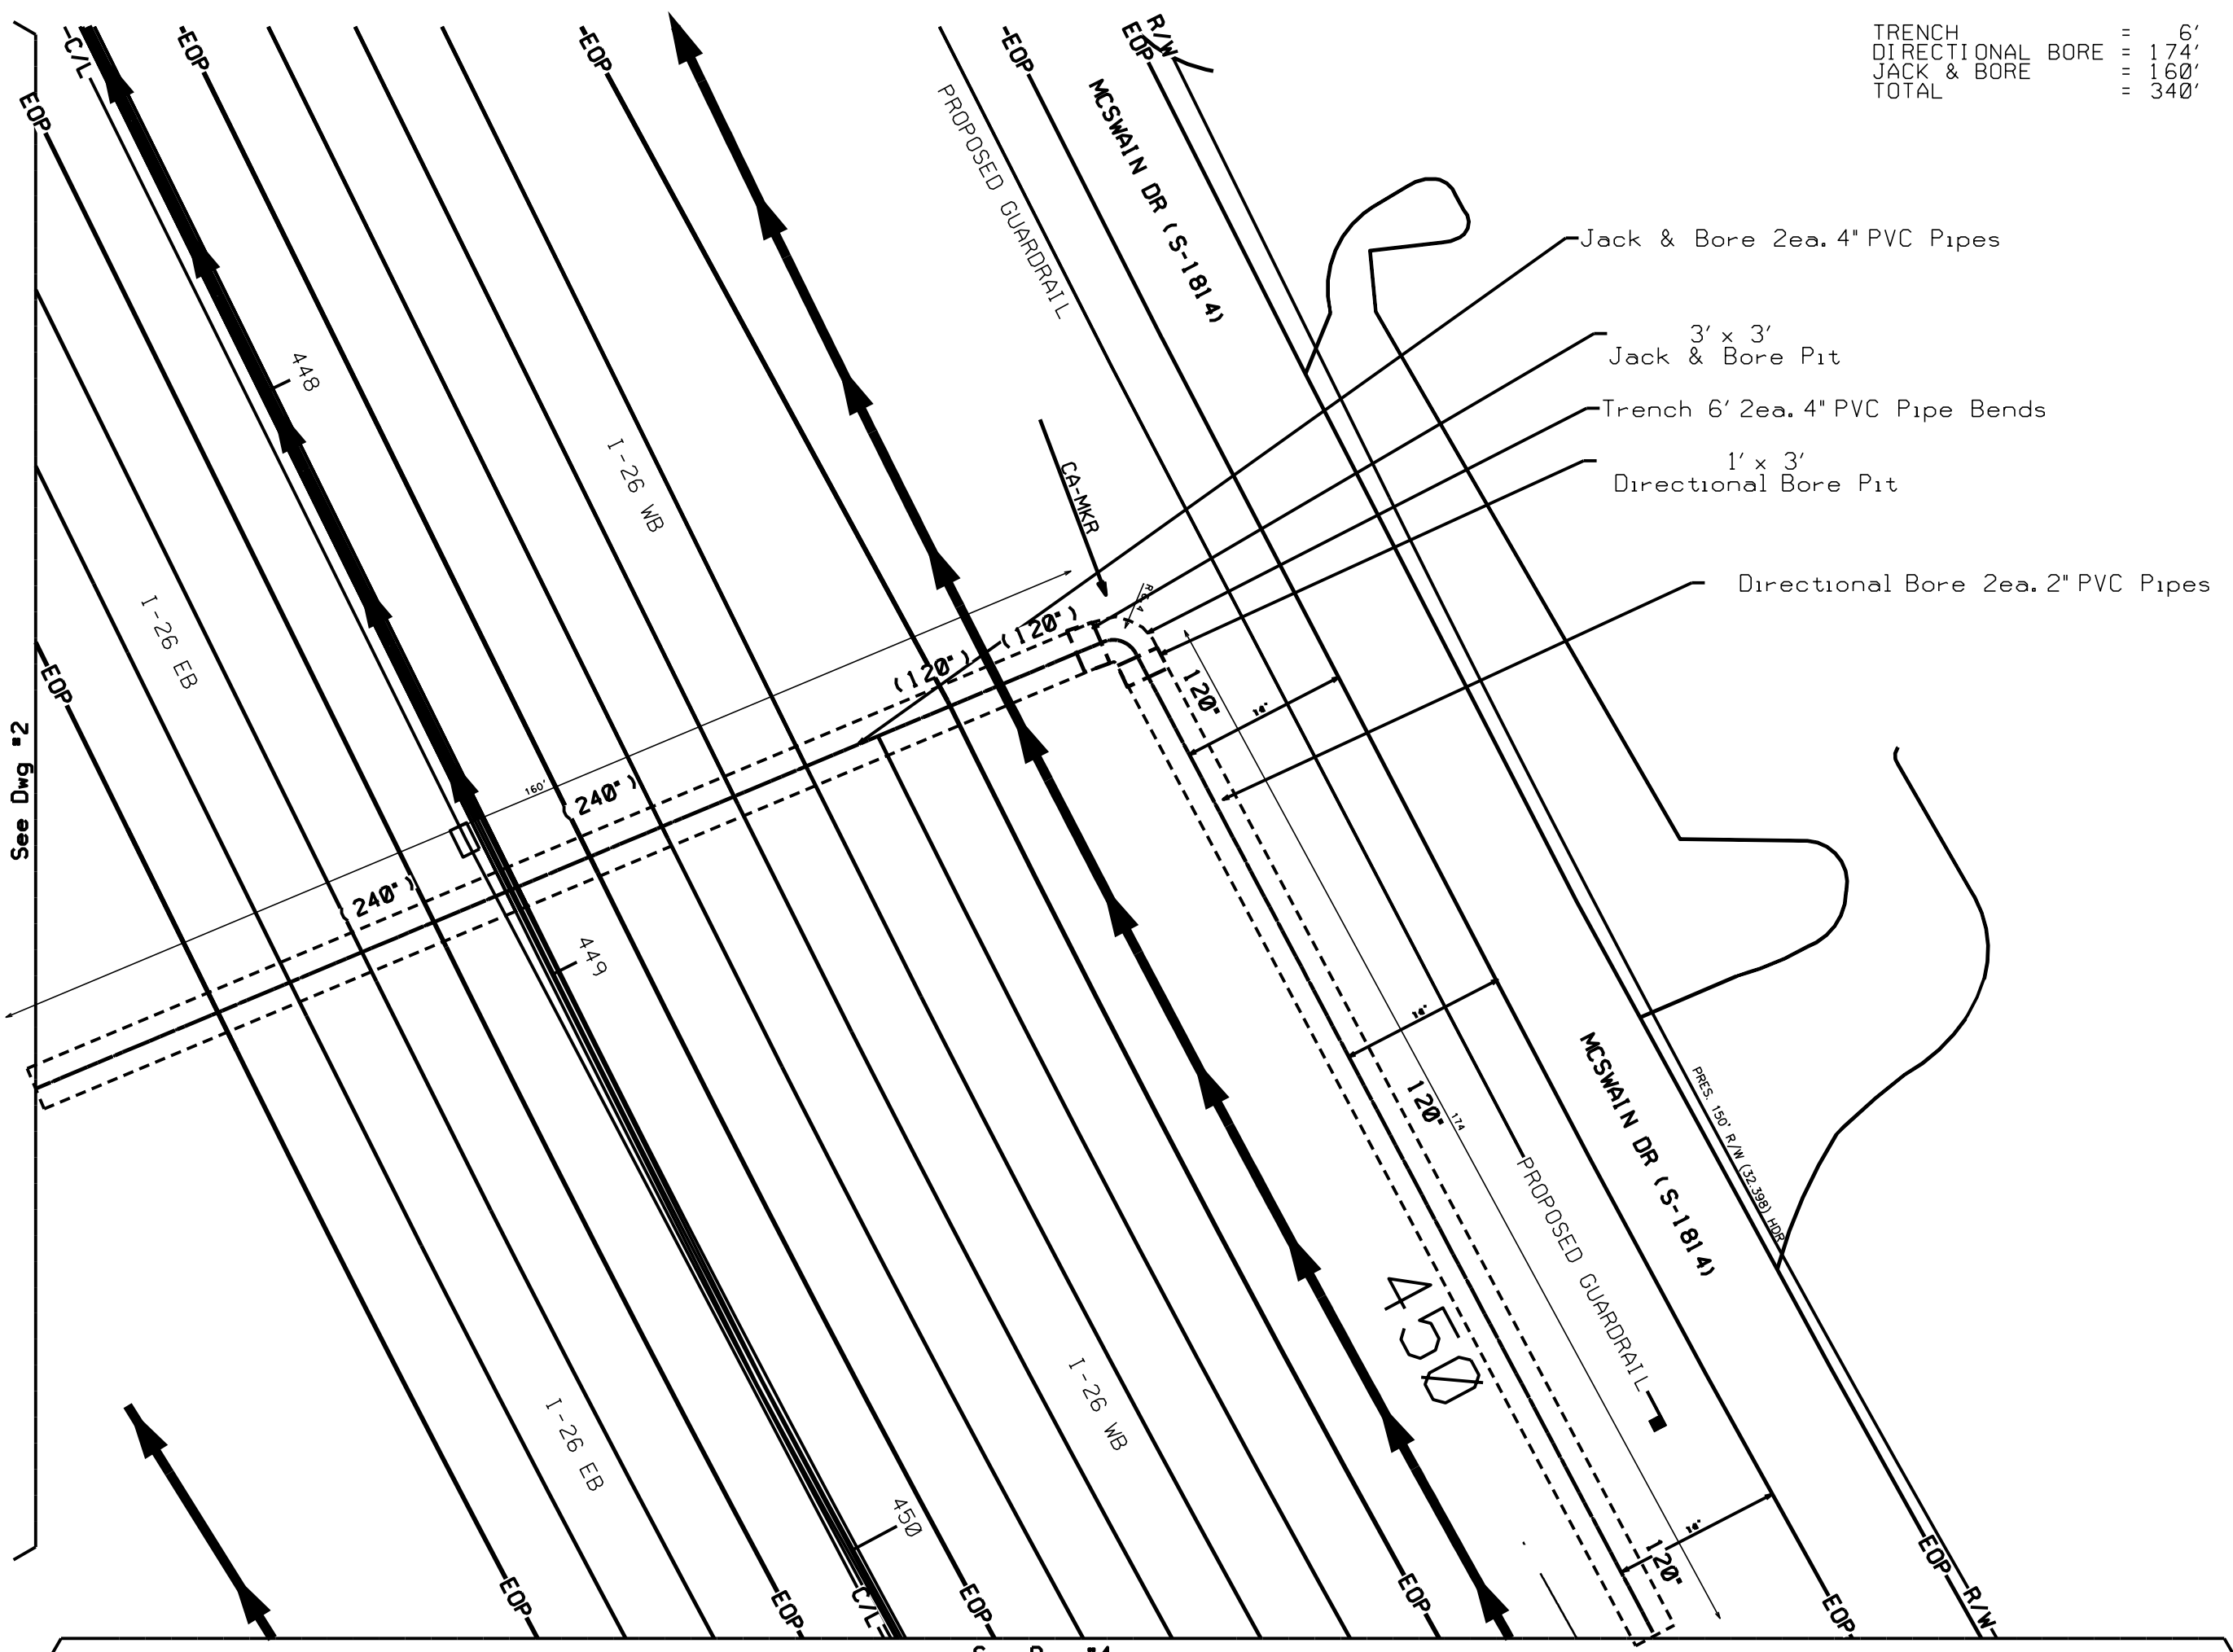 TRENCH = 6'
DIRECTIONAL BORE = 174'
JACK & BORE = 160'
TOTAL = 340'
C/L
EOP
EOP
EOP
EOP
EOP
R/W
PROPOSED GUARDRAIL
MCSWAIN DR (S-1814)
Jack & Bore 2ea. 4" PVC Pipes
3' x 3'
Jack & Bore Pit
Trench 6' 2ea. 4" PVC Pipe Bends
1' x 3'
Directional Bore Pit
Directional Bore 2ea. 2" PVC Pipes
448
I-26 WB
CA-MKR
I-26 EB
EOP
(120")
(120")
120"
16"
160'
(240")
(240")
See Dwg "2
449
16"
120"
174
MCSWAIN DR (S-1814)
PRES. 150' R/W (32.398) HDR
PROPOSED GUARDRAIL
450
I-26 WB
I-26 EB
450
16"
120"
EOP
EOP
C/L
EOP
EOP
EOP
EOP
R/W